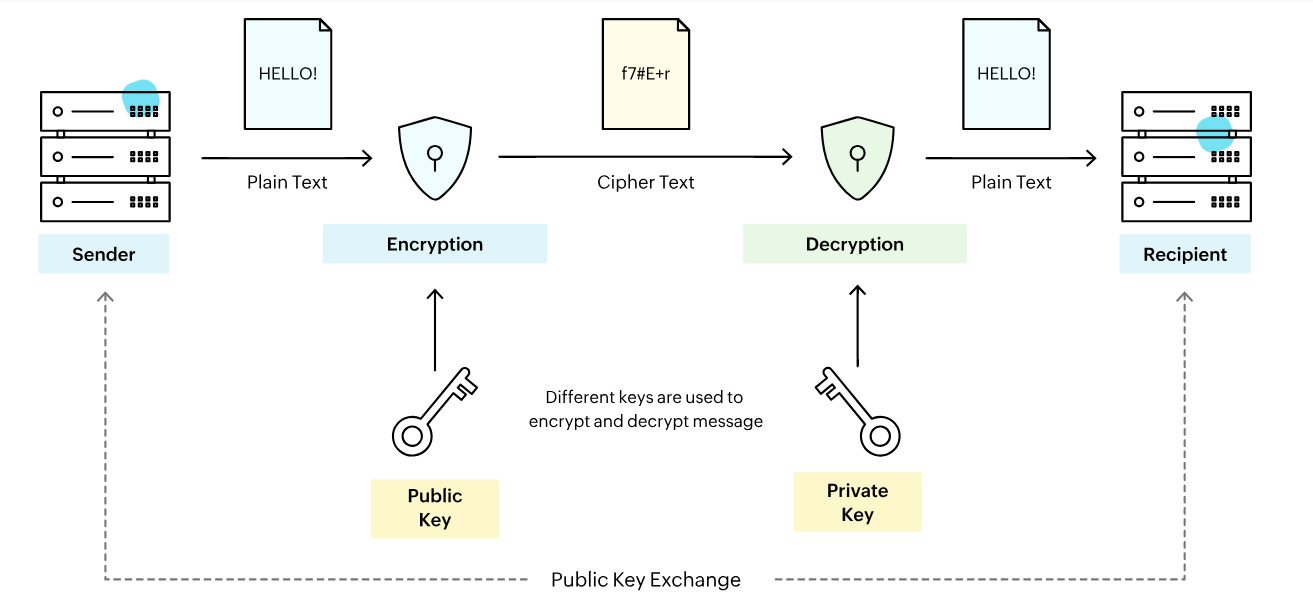 HELLO!
f7#E+r
HELLO!
Plain Text
Cipher Text
Plain Text
Sender
Encryption
Decryption
Recipient
Different keys are used to
encrypt and decrypt message
Public
Key
Private
Key
Public Key Exchange